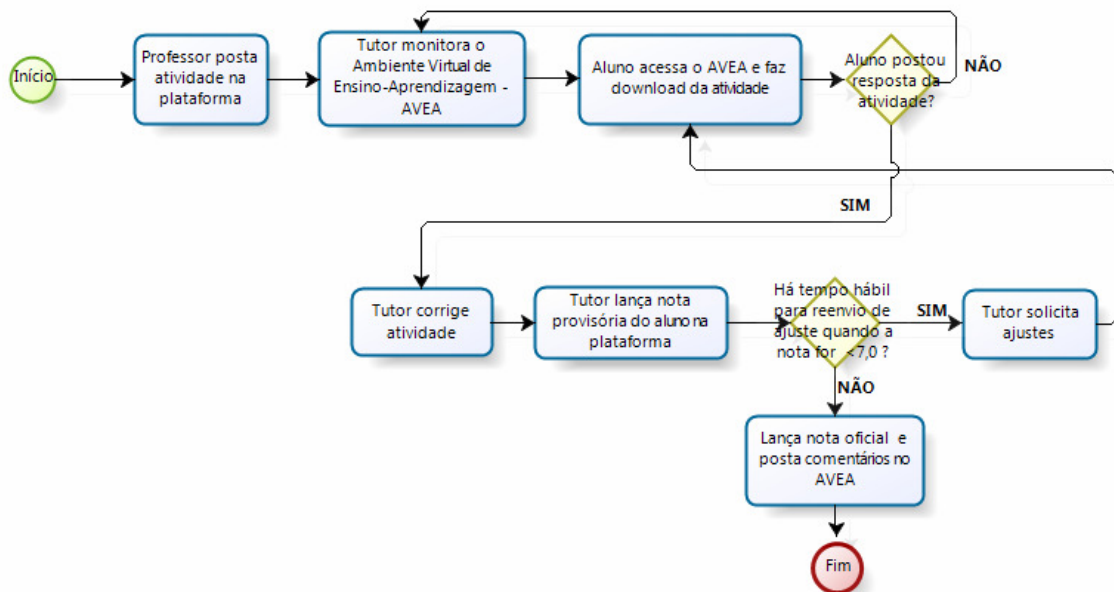 Início
Professor posta
atividade na
plataforma
Tutor monitora o
Ambiente Virtual de
Ensino-Aprendizagem -
AVEA
Aluno acessa o AVEA e faz
download da atividade
Aluno postou
resposta da
atividade?
NÃO
SIM
Tutor corrige
atividade
Tutor lança nota
provisória do aluno na
plataforma
Há tempo hábil
para reenvio de
ajuste quando a
nota for <7,0 ?
SIM
Tutor solicita
ajustes
NÃO
Lança nota oficial e
posta comentários no
AVEA
Fim